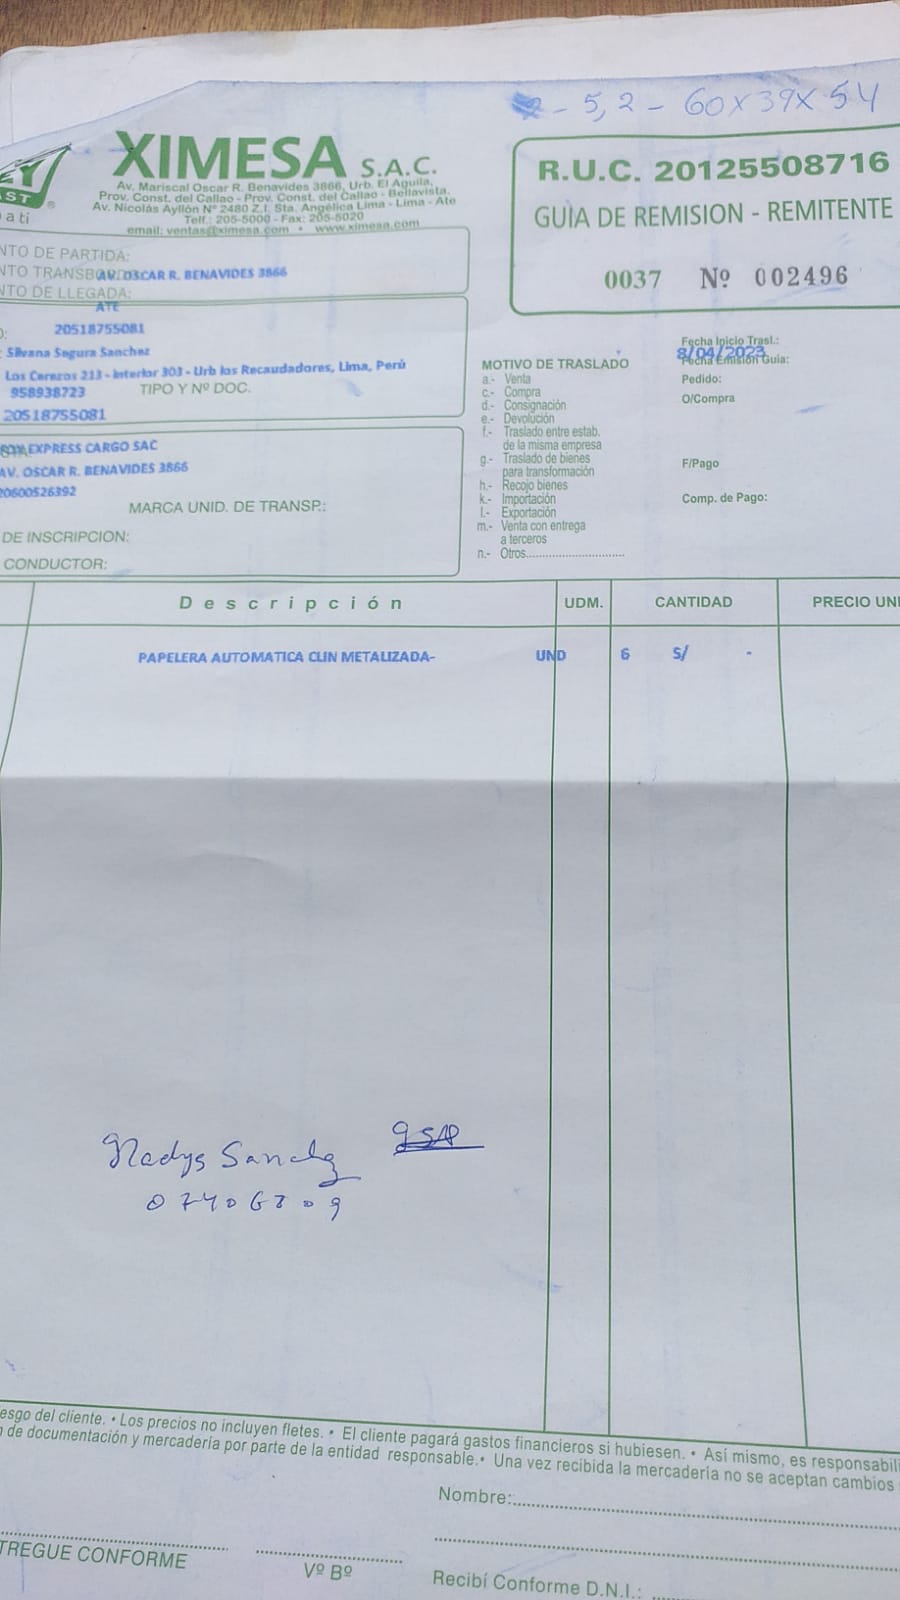 - 5,2 - 60X39X54
EY
AST ®
ati
XIMESA S.A.C.
Av. Mariscal Oscar R. Benavides 3866, Urb. El Aguila,
Prov. Const. del Callao - Prov. Const. del Callao - Bellavista.
Av. Nicolás Ayllón Nº 2480 Z.I. Sta. Angélica Lima - Lima - Ate
Telf.: 205-5000 - Fax: 205-5020
email: ventas@ximesa.com • www.ximesa.com
R.U.C. 20125508716
GUIA DE REMISION - REMITENTE
0037 Nº 002496
NTO DE PARTIDA:
NTO TRANSBORDO:
AV. OSCAR R. BENAVIDES 3866
NTO DE LLEGADA:
ATE
O:
20518755081
: Silvana Segura Sanchez
Los Cerezos 213 - Interior 303 - Urb los Recaudadores, Lima, Perú
958938723 TIPO Y Nº DOC.
20518755081
EXPRESS CARGO SAC
AV. OSCAR R. BENAVIDES 3866
20600526392
MARCA UNID. DE TRANSP.:
DE INSCRIPCION:
CONDUCTOR:
MOTIVO DE TRASLADO
a.- Venta
c.- Compra
d.- Consignación
e.- Devolución
f.- Traslado entre estab.
de la misma empresa
g.- Traslado de bienes
para transformación
h.- Recojo bienes
k.- Importación
l.- Exportación
m.- Venta con entrega
a terceros
n.- Otros..............................
Fecha Inicio Trasl.:
8/04/2023
Fecha Emisión Guia:
Pedido:
O/Compra
F/Pago
Comp. de Pago:
Descripción UDM. CANTIDAD PRECIO UNI
PAPELERA AUTOMATICA CLIN METALIZADA- UND 6 S/ -
Gladys Sanchez
esgo del cliente. • Los precios no incluyen fletes. • El cliente pagará gastos financieros si hubiesen. • Así mismo, es responsabili
n de documentación y mercadería por parte de la entidad responsable. • Una vez recibida la mercadería no se aceptan cambios
Nombre:
TREGUE CONFORME
Vº Bº
Recibí Conforme D.N.I.: